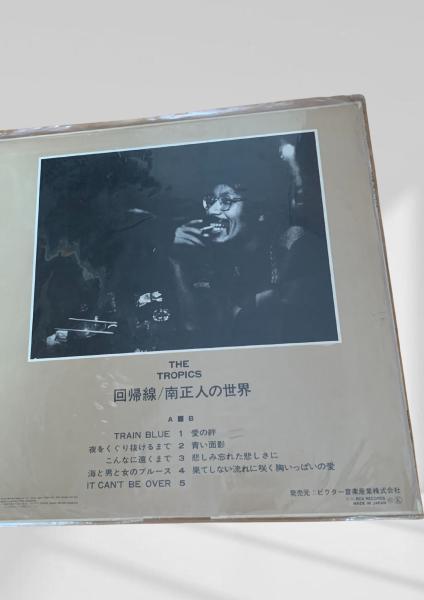 THE
TROPICS
回帰線/南正人の世界
A B
TRAIN BLUE 1 愛の絆
夜をくぐり抜けるまで 2 青い面影
こんなに遠くまで 3 悲しみ忘れた悲しさに
海と男と女のブルース 4 果てしない流れに咲く胸いっぱいの愛
IT CAN'T BE OVER 5
発売元:ビクター音楽産業株式会社
RCA RECORDS
MADE IN JAPAN